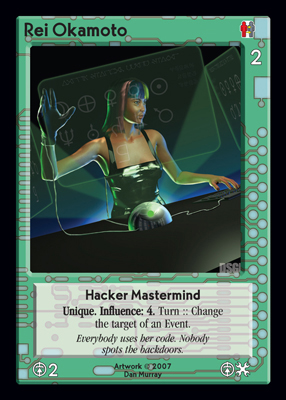 Rei Okamoto
2
Hacker Mastermind
Unique. Influence: 4. Turn :: Change
the target of an Event.
Everybody uses her code. Nobody
spots the backdoors.
Artwork © 2007
Dan Murray
2